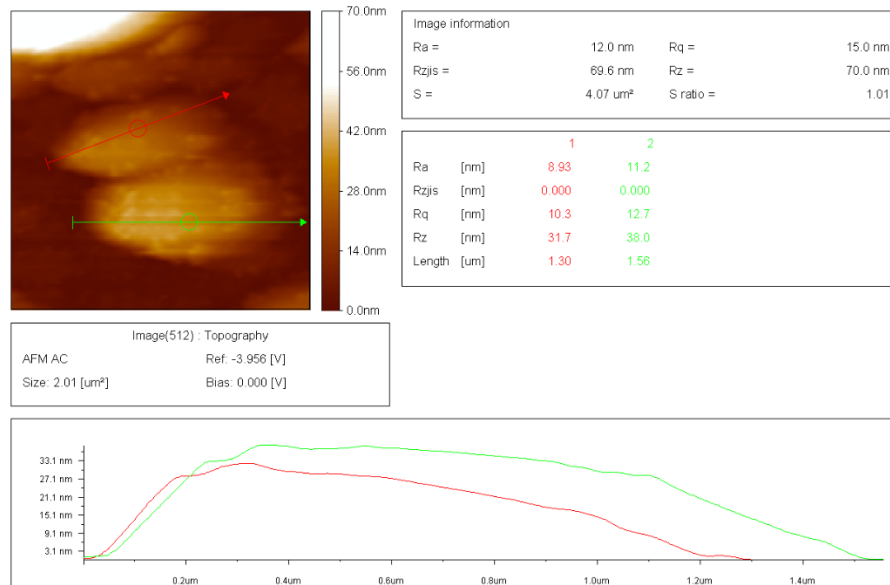 70.0nm
56.0nm
42.0nm
28.0nm
14.0nm
0.0nm
Image information
Ra = 12.0 nm Rq = 15.0 nm
Rzjis = 69.6 nm Rz = 70.0 nm
S = 4.07 um² S ratio = 1.01
1 2
Ra [nm] 8.93 11.2
Rzjis [nm] 0.000 0.000
Rq [nm] 10.3 12.7
Rz [nm] 31.7 38.0
Length [um] 1.30 1.56
Image(512) : Topography
AFM AC Ref: -3.956 [V]
Size: 2.01 [um²] Bias: 0.000 [V]
33.1 nm
27.1 nm
21.1 nm
15.1 nm
9.1 nm
3.1 nm
0.2um 0.4um 0.6um 0.8um 1.0um 1.2um 1.4um